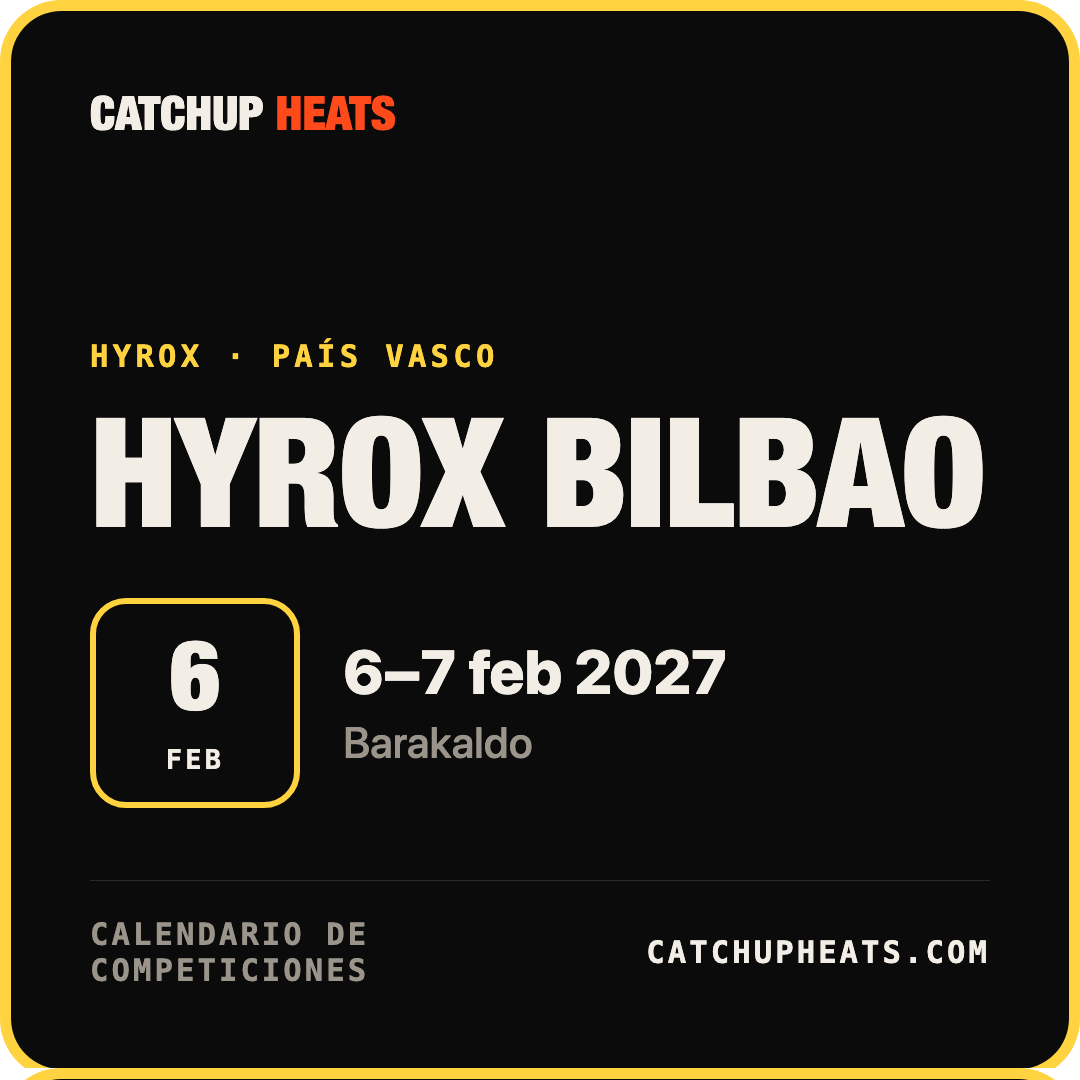 CATCHUP HEATS
HYROX · PAÍS VASCO
HYROX BILBAO
6
FEB
6–7 feb 2027
Barakaldo
CALENDARIO DE
COMPETICIONES
CATCHUPHEATS.COM